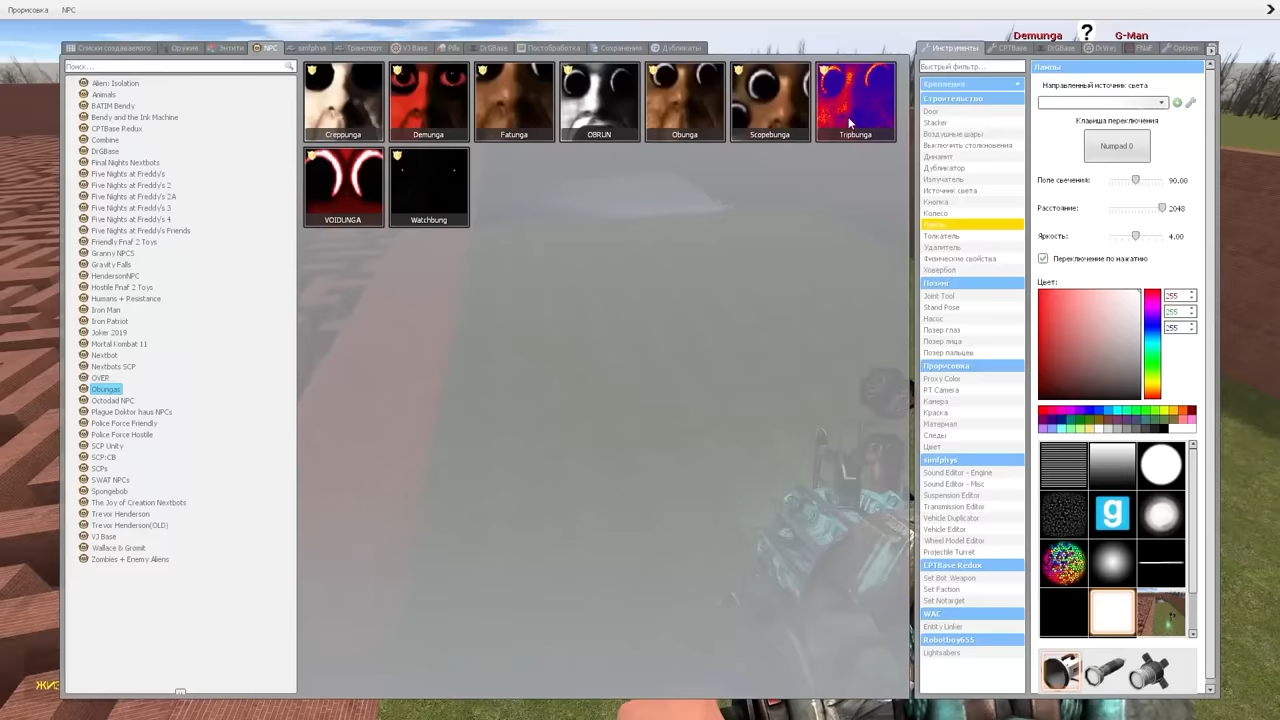 Прорисовка NPC
Demunga ? G-Man
Списки создаваемого Оружие Энтити NPC simfphys Транспорт VJ Base Pills DrGBase Постобработка Сохранения Дубликаты
Инструменты CPTBase DrGBase DrVrej FNaF Options
Поиск...
Alien: Isolation
Animals
BATIM Bendy
Bendy and the Ink Machine
CPTBase Redux
Combine
DrGBase
Final Nights Nextbots
Five Nights at Freddy's
Five Nights at Freddy's 2
Five Nights at Freddy's 2A
Five Nights at Freddy's 3
Five Nights at Freddy's 4
Five Nights at Freddy's Friends
Friendly Fnaf 2 Toys
Granny NPCS
Gravity Falls
HendersonNPC
Hostile Fnaf 2 Toys
Humans + Resistance
Iron Man
Iron Patriot
Joker 2019
Mortal Kombat 11
Nextbot
Nextbots SCP
OVER
Obungas
Octodad NPC
Plague Doktor haus NPCs
Police Force Friendly
Police Force Hostile
SCP Unity
SCP:CB
SCPs
SWAT NPCs
Spongebob
The Joy of Creation Nextbots
Trevor Henderson
Trevor Henderson(OLD)
VJ Base
Wallace & Gromit
Zombies + Enemy Aliens
Creppunga Demunga Fatunga OBRUN Obunga Scopebunga Tripbunga
VOIDUNGA Watchbung
Быстрый фильтр...
Крепления
Строительство
Door
Stacker
Воздушные шары
Выключить столкновения
Динамит
Дубликатор
Излучатель
Источник света
Кнопка
Колесо
Лампы
Толкатель
Удалитель
Физические свойства
Ховербол
Позинг
Joint Tool
Stand Pose
Насос
Позер глаз
Позер лица
Позер пальцев
Прорисовка
Proxy Color
RT Camera
Камера
Краска
Материал
Следы
Цвет
simfphys
Sound Editor - Engine
Sound Editor - Misc
Suspension Editor
Transmission Editor
Vehicle Duplicator
Vehicle Editor
Wheel Model Editor
Projectile Turret
CPTBase Redux
Set Bot Weapon
Set Faction
Set Notarget
WAC
Entity Linker
Robotboy655
Lightsabers
Лампы
Направленный источник света
Клавиша переключения
Numpad 0
Поле свечения: 90.00
Расстояние: 2048
Яркость: 4.00
Переключение по нажатию
Цвет:
255
255
255
g
ЖИЗ